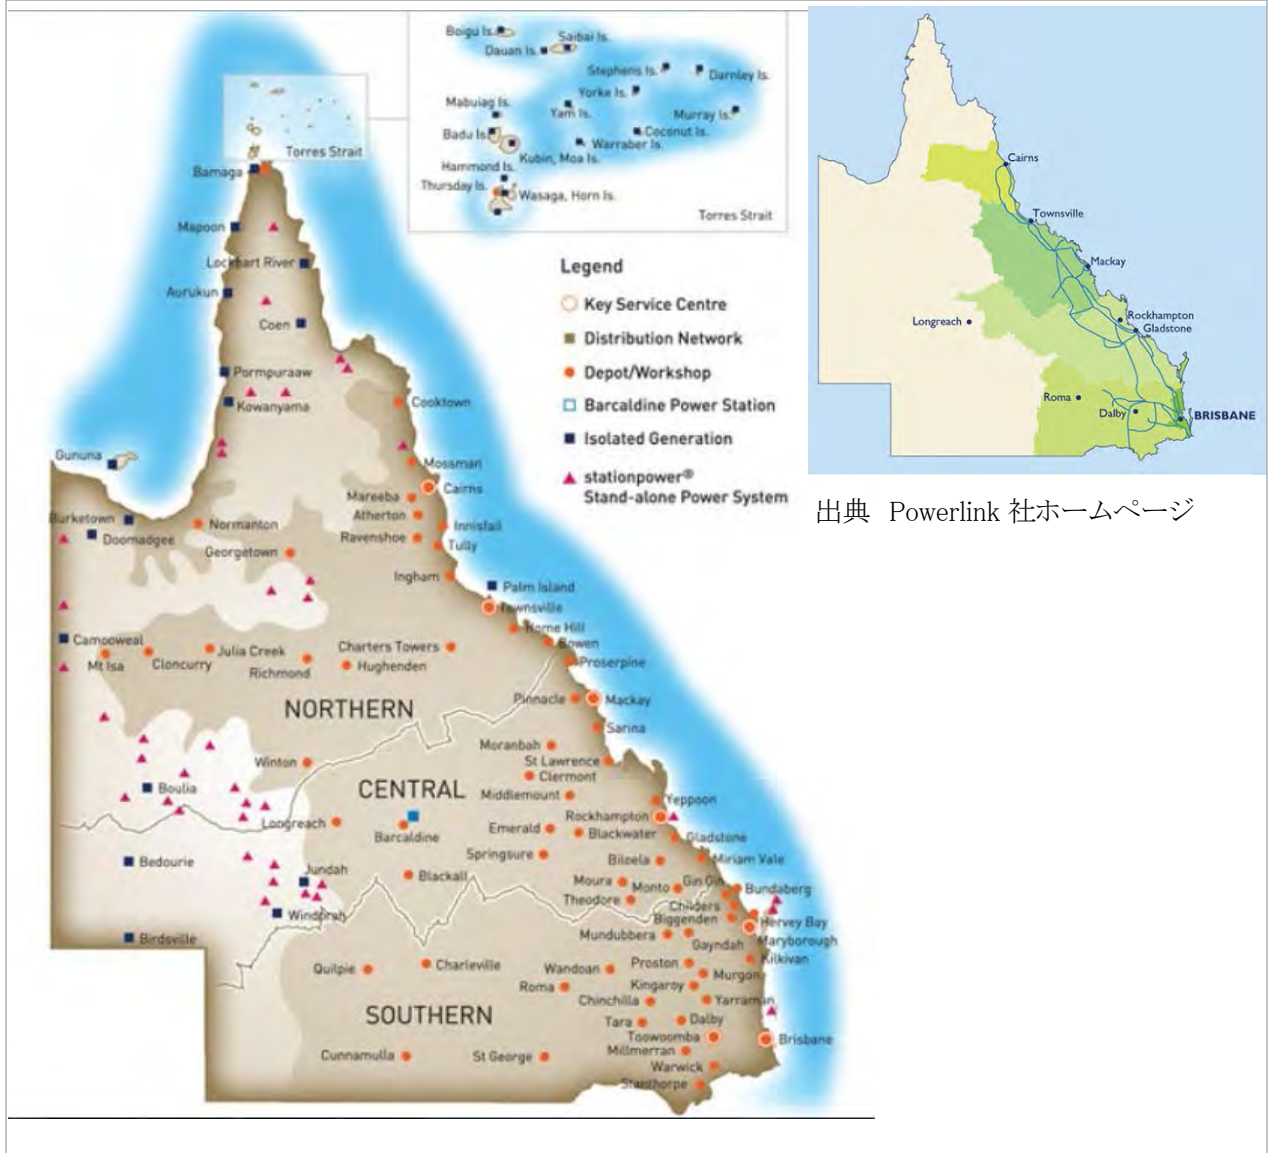 Boigu Is.
Saibai Is.
Dauan Is.
Stephens Is.
Darnley Is.
Yorke Is.
Mabuiag Is.
Yam Is.
Murray Is.
Badu Is.
Coconut Is.
Warraber Is.
Kubin, Moa Is.
Hammond Is.
Thursday Is.
Wasaga, Horn Is.
Torres Strait
Torres Strait
Bamaga
Mapoon
Lockhart River
Aurukun
Coen
Pormpuraaw
Kowanyama
Cooktown
Gununa
Mossman
Cairns
Mareeba
Atherton
Burketown
Normanton
Innisfail
Doomadgee
Ravenshoe
Georgetown
Tully
Ingham
Palm Island
Townsville
Home Hill
Camooweal
Bowen
Julia Creek
Charters Towers
Mt Isa
Cloncurry
Richmond
Hughenden
Proserpine
NORTHERN
Pinnacle
Mackay
Sarina
Moranbah
Winton
St Lawrence
Clermont
Boulia
CENTRAL
Middlemount
Yeppoon
Longreach
Rockhampton
Barcaldine
Emerald
Blackwater
Gladstone
Bedourie
Springsure
Biloela
Miriam Vale
Jundah
Blackall
Moura
Monto
Gin Gin
Bundaberg
Theodore
Childers
Windorah
Biggenden
Hervey Bay
Birdsville
Mundubbera
Gayndah
Maryborough
Quilpie
Charleville
Wandoan
Proston
Kilkivan
Roma
Kingaroy
Murgon
Chinchilla
Yarraman
SOUTHERN
Tara
Dalby
Toowoomba
Brisbane
Cunnamulla
St George
Millmerran
Warwick
Stanthorpe
Legend
Key Service Centre
Distribution Network
Depot/Workshop
Barcaldine Power Station
Isolated Generation
stationpower®
Stand-alone Power System
Cairns
Townsville
Mackay
Longreach
Rockhampton
Gladstone
Roma
Dalby
BRISBANE
出典 Powerlink 社ホームページ